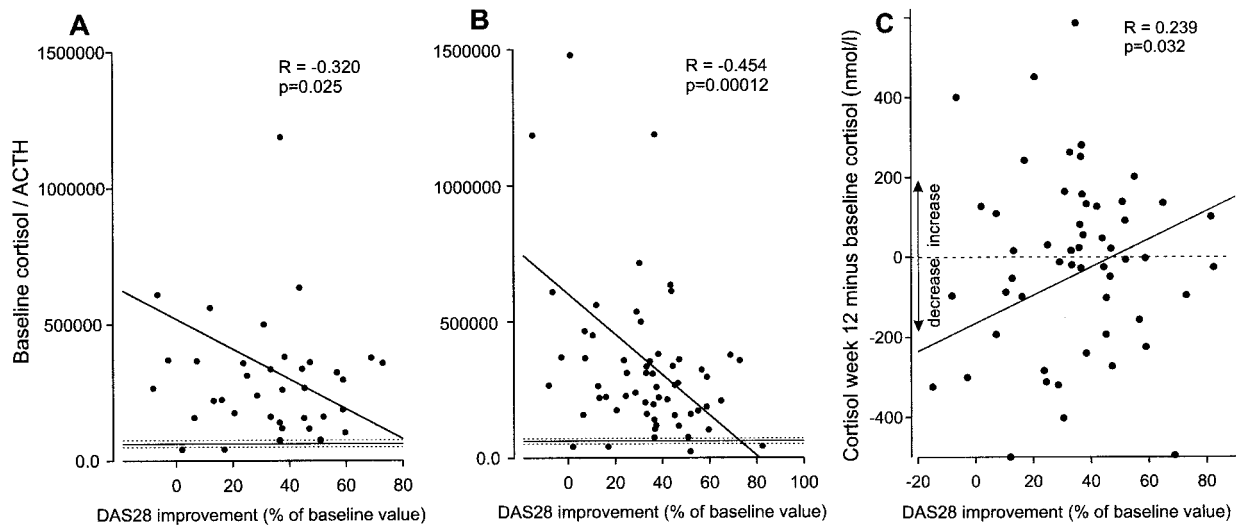 A
R = -0.320
p=0.025
Baseline cortisol / ACTH
1500000
1000000
500000
0.0
0 20 40 60 80
DAS28 improvement (% of baseline value)
B
R = -0.454
p=0.00012
1500000
1000000
500000
0.0
0 20 40 60 80 100
DAS28 improvement (% of baseline value)
C
R = 0.239
p=0.032
Cortisol week 12 minus baseline cortisol (nmol/l)
400
200
0
-200
-400
decrease increase
-20 0 20 40 60 80
DAS28 improvement (% of baseline value)